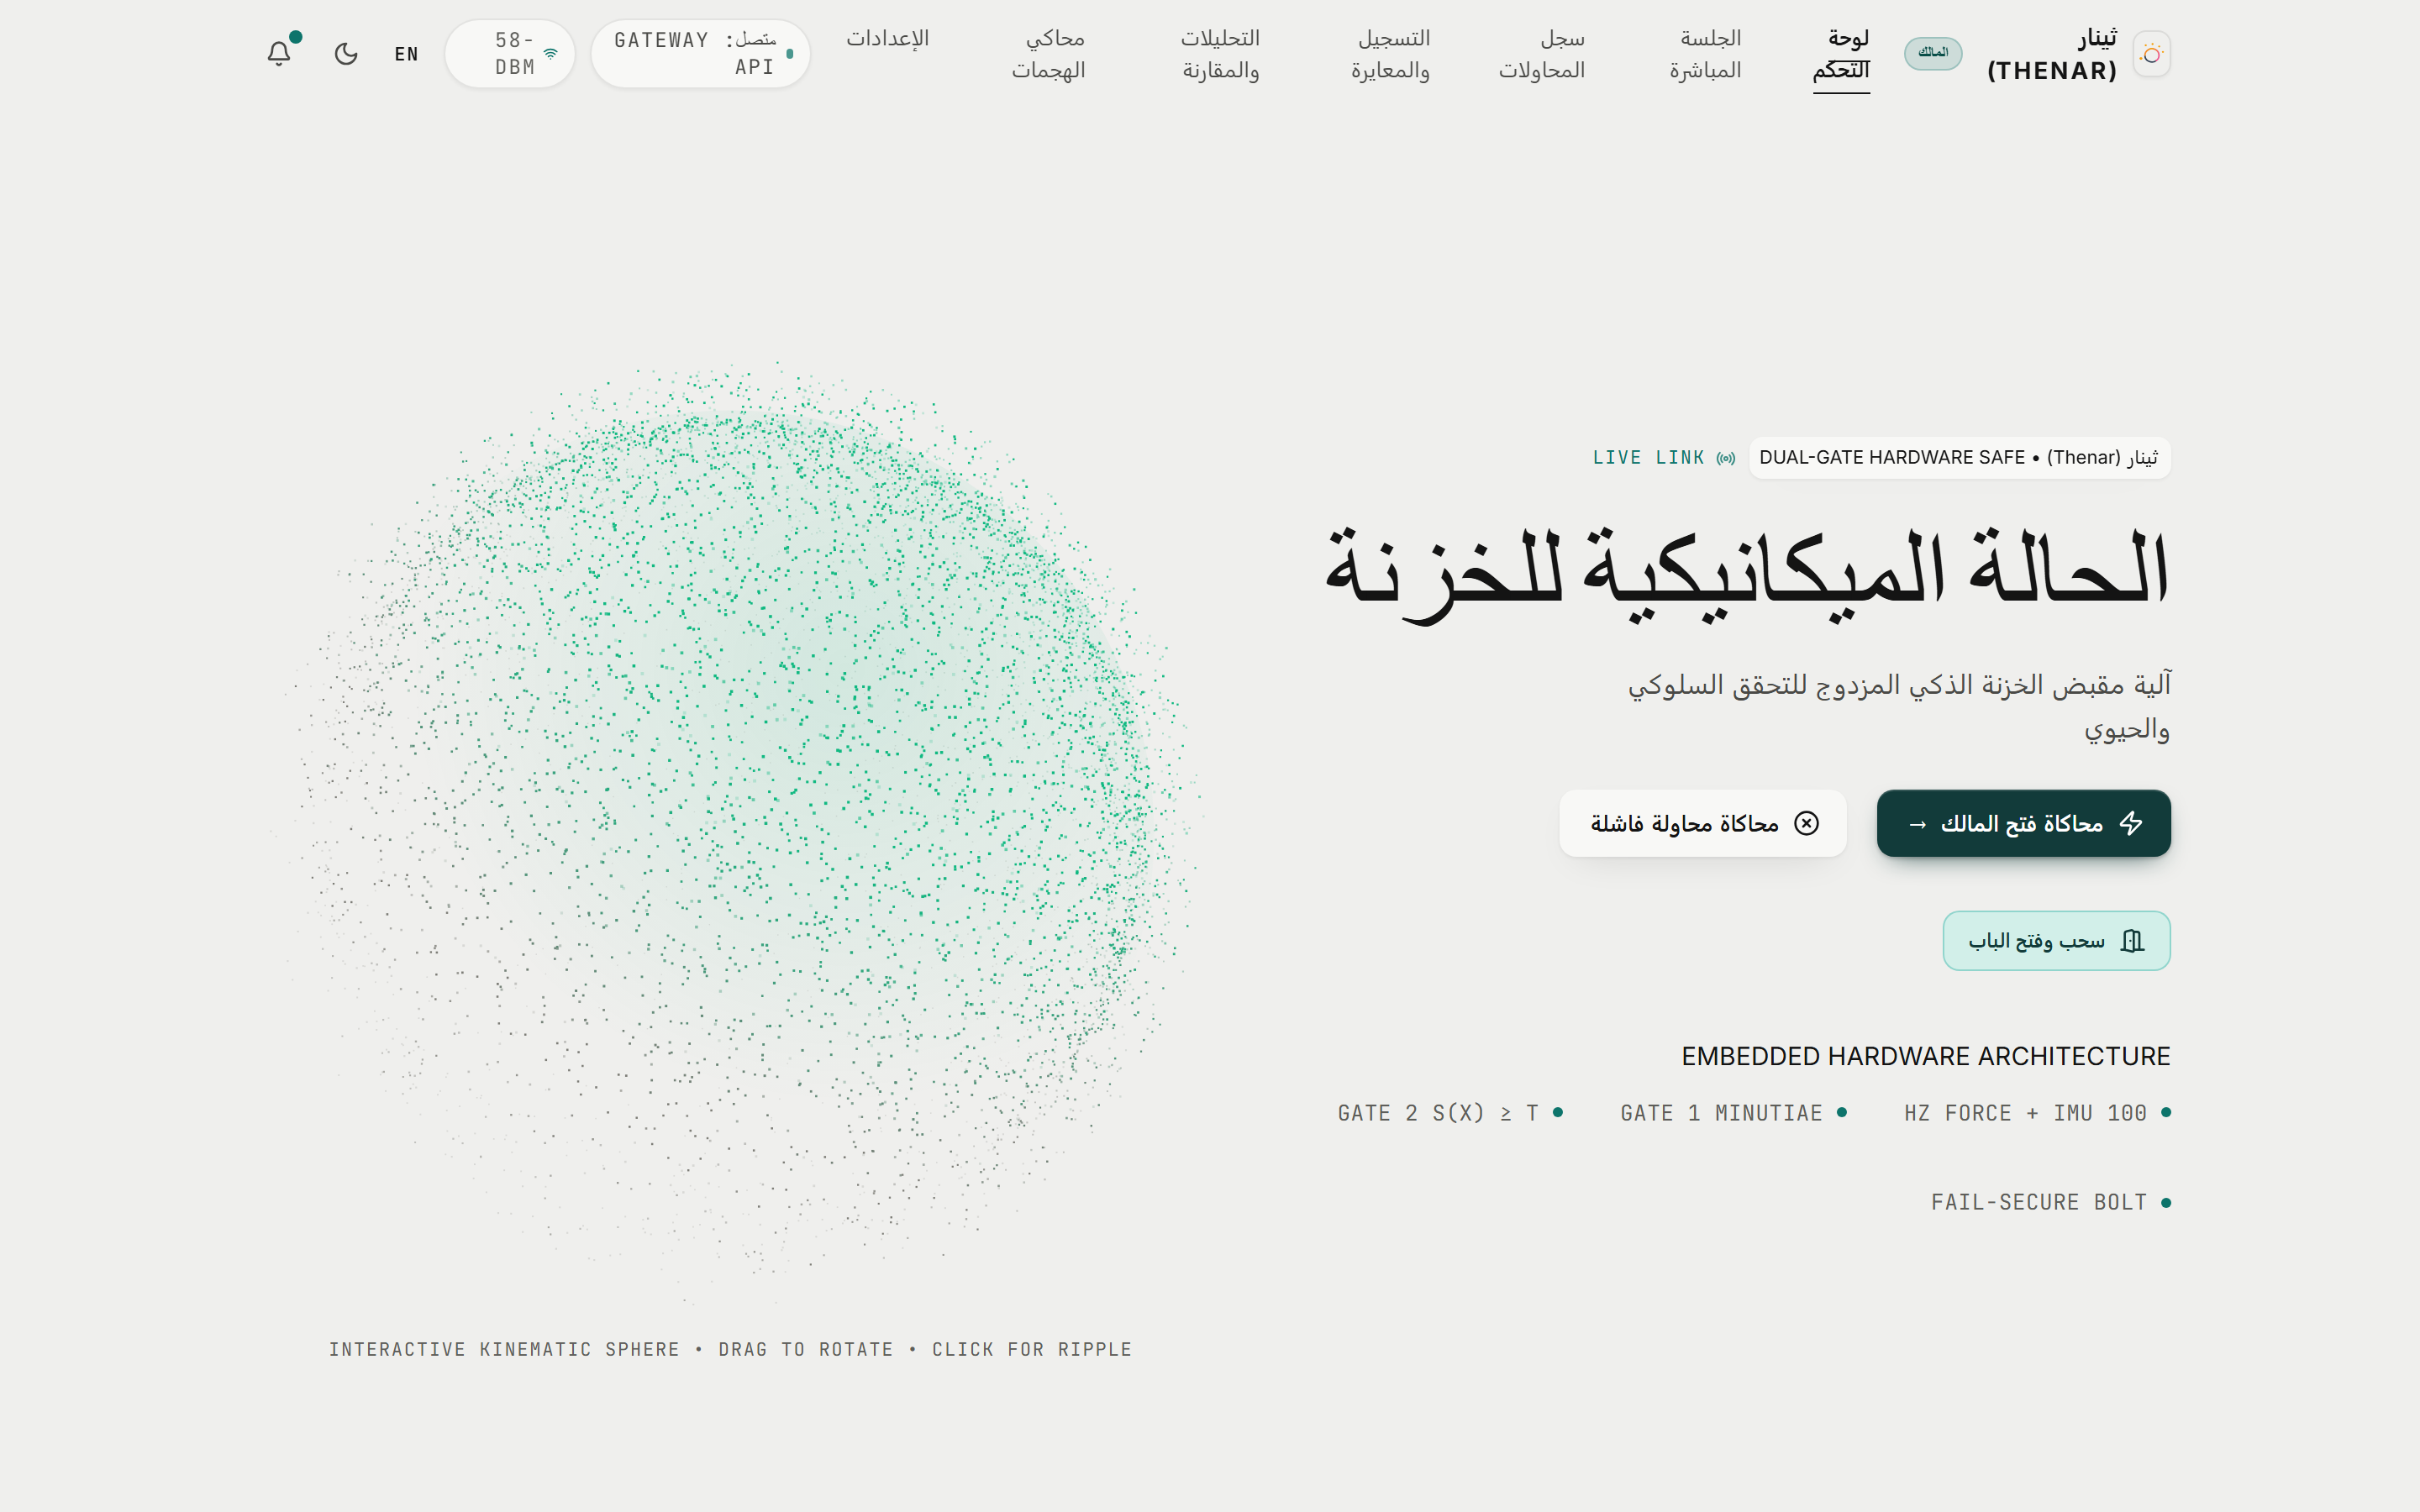 ثينار
(THENAR)
المالك
لوحة
التحكم
الجلسة
المباشرة
سجل
المحاولات
التسجيل
والمعايرة
التحليلات
والمقارنة
محاكي
الهجمات
الإعدادات
متصل: GATEWAY
API
58-
DBM
EN
ثينار (Thenar) • DUAL-GATE HARDWARE SAFE
LIVE LINK
الحالة الميكانيكية للخزنة
آلية مقبض الخزنة الذكي المزدوج للتحقق السلوكي
والحيوي
محاكاة فتح المالك →
محاكاة محاولة فاشلة
سحب وفتح الباب
EMBEDDED HARDWARE ARCHITECTURE
HZ FORCE + IMU 100
GATE 1 MINUTIAE
GATE 2 S(X) ≥ T
FAIL-SECURE BOLT
INTERACTIVE KINEMATIC SPHERE • DRAG TO ROTATE • CLICK FOR RIPPLE